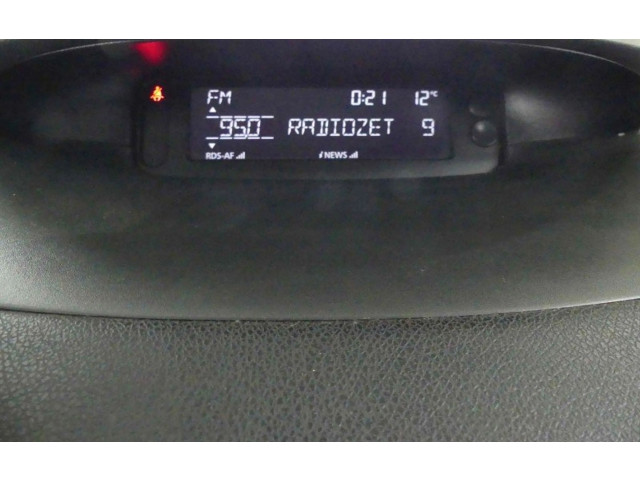 FM 0:21 12°C
950 RADIOZET 9
RDS-AF i NEWS